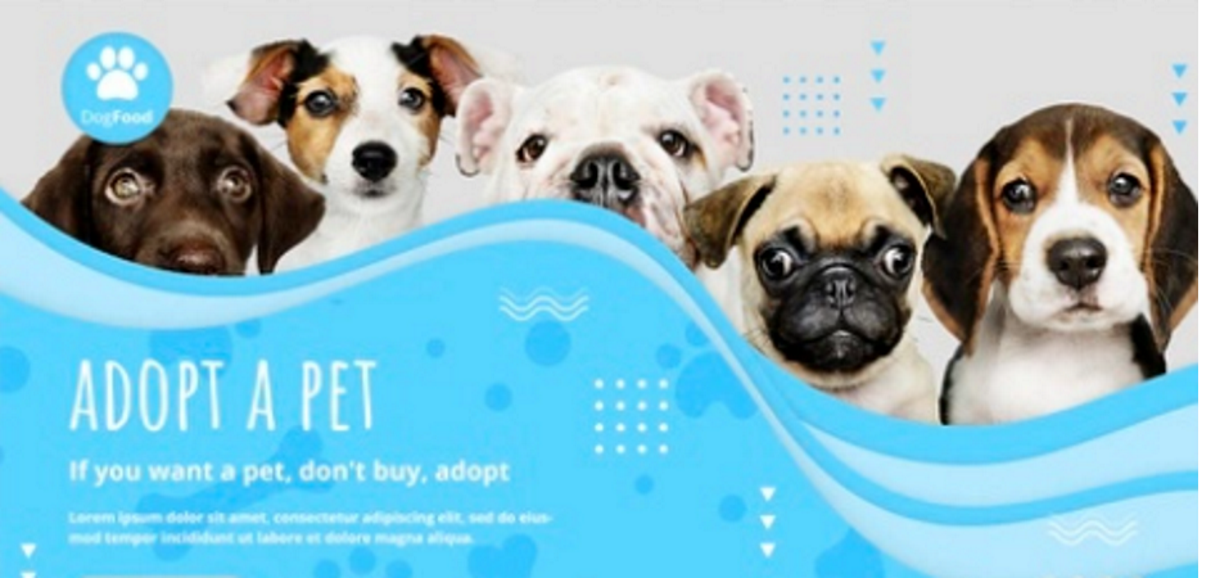 DogFood
ADOPT A PET
If you want a pet, don't buy, adopt
Lorem ipsum dolor sit amet, consectetur adipiscing elit, sed do eius-
mod tempor incididunt ut labore et dolore magna aliqua.